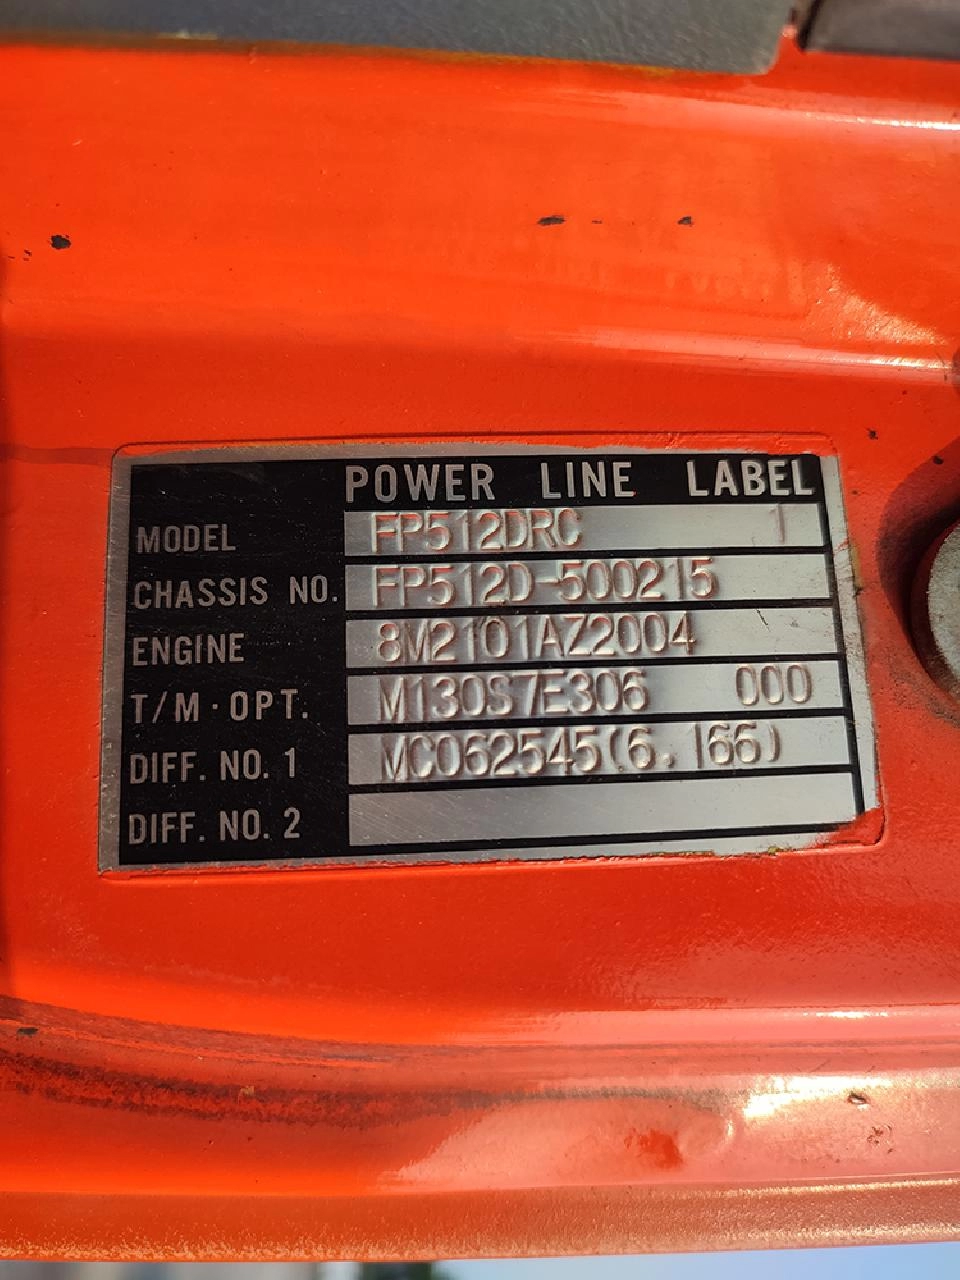 POWER LINE LABEL
MODEL FP512DRC 1
CHASSIS NO. FP512D-500215
ENGINE 8M2101AZ2004
T/M·OPT. M130S7E306 000
DIFF. NO. 1 MC062545(6.166)
DIFF. NO. 2